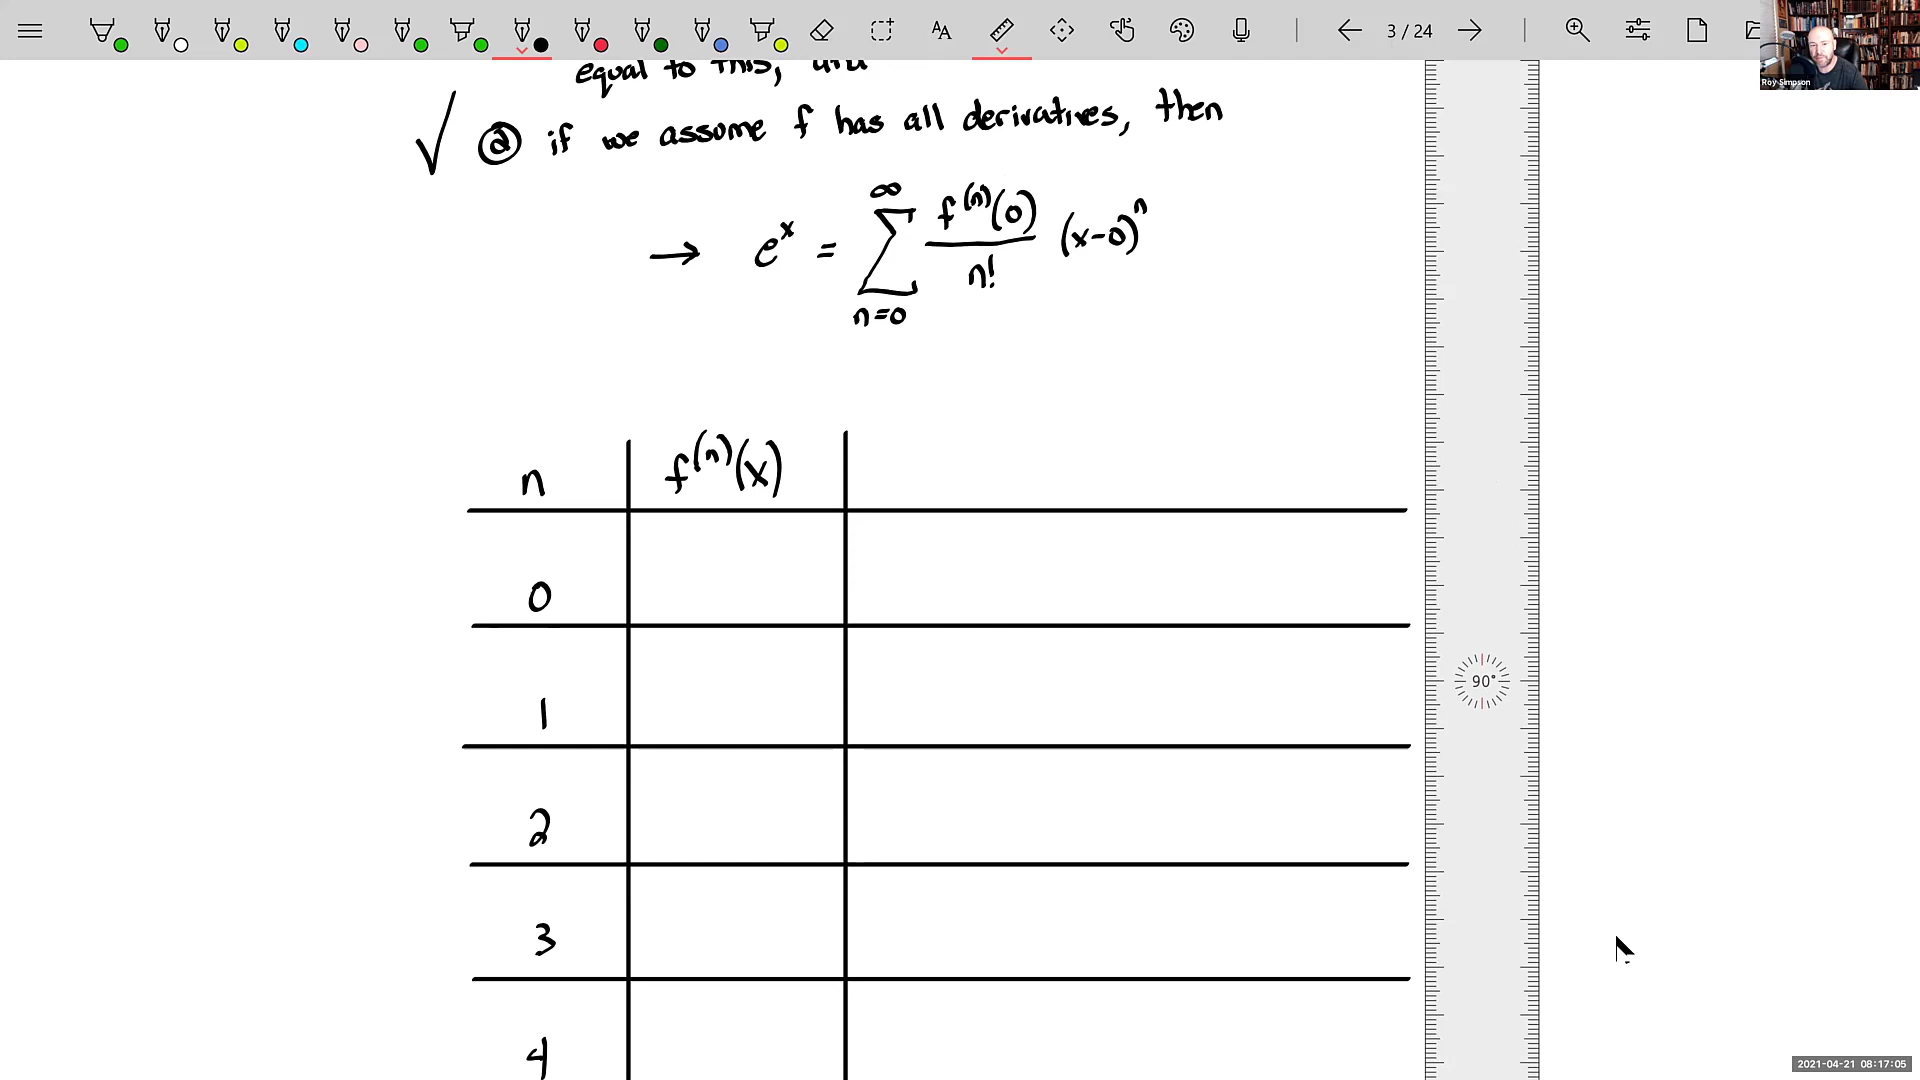 3 / 24
Roy Simpson
equal to this, and
√ ② if we assume f has all derivatives, then
→ e^x = ∑_{n=0}^{∞} f^{(n)}(0)/n! (x-0)^n
n f^{(n)}(x)
0
1
90°
2
3
4
2021-04-21 08:17:05